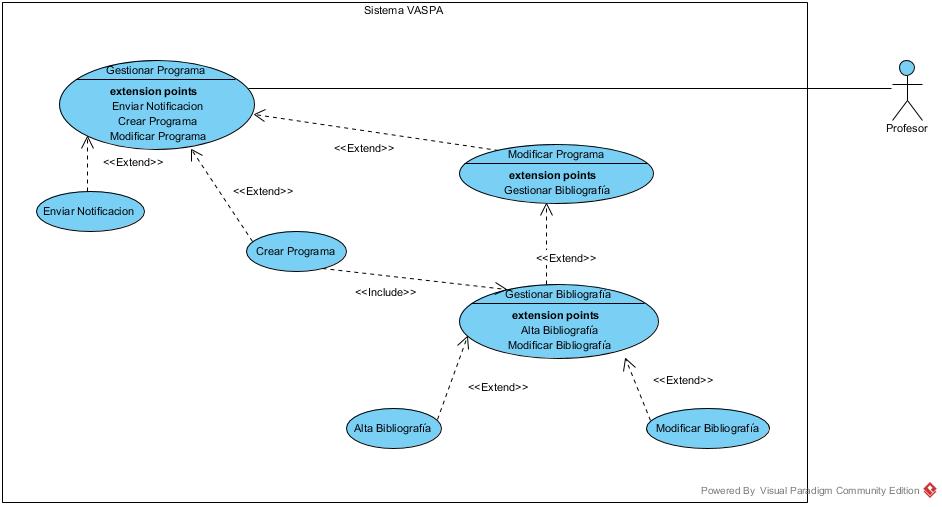 Sistema VASPA
Gestionar Programa
extension points
Enviar Notificacion
Crear Programa
Modificar Programa
Profesor
<<Extend>>
Modificar Programa
extension points
Gestionar Bibliografía
<<Extend>>
<<Extend>>
Enviar Notificacion
Crear Programa
<<Extend>>
<<Include>>
Gestionar Bibliografía
extension points
Alta Bibliografía
Modificar Bibliografía
<<Extend>>
<<Extend>>
Alta Bibliografía
Modificar Bibliografía
Powered By Visual Paradigm Community Edition